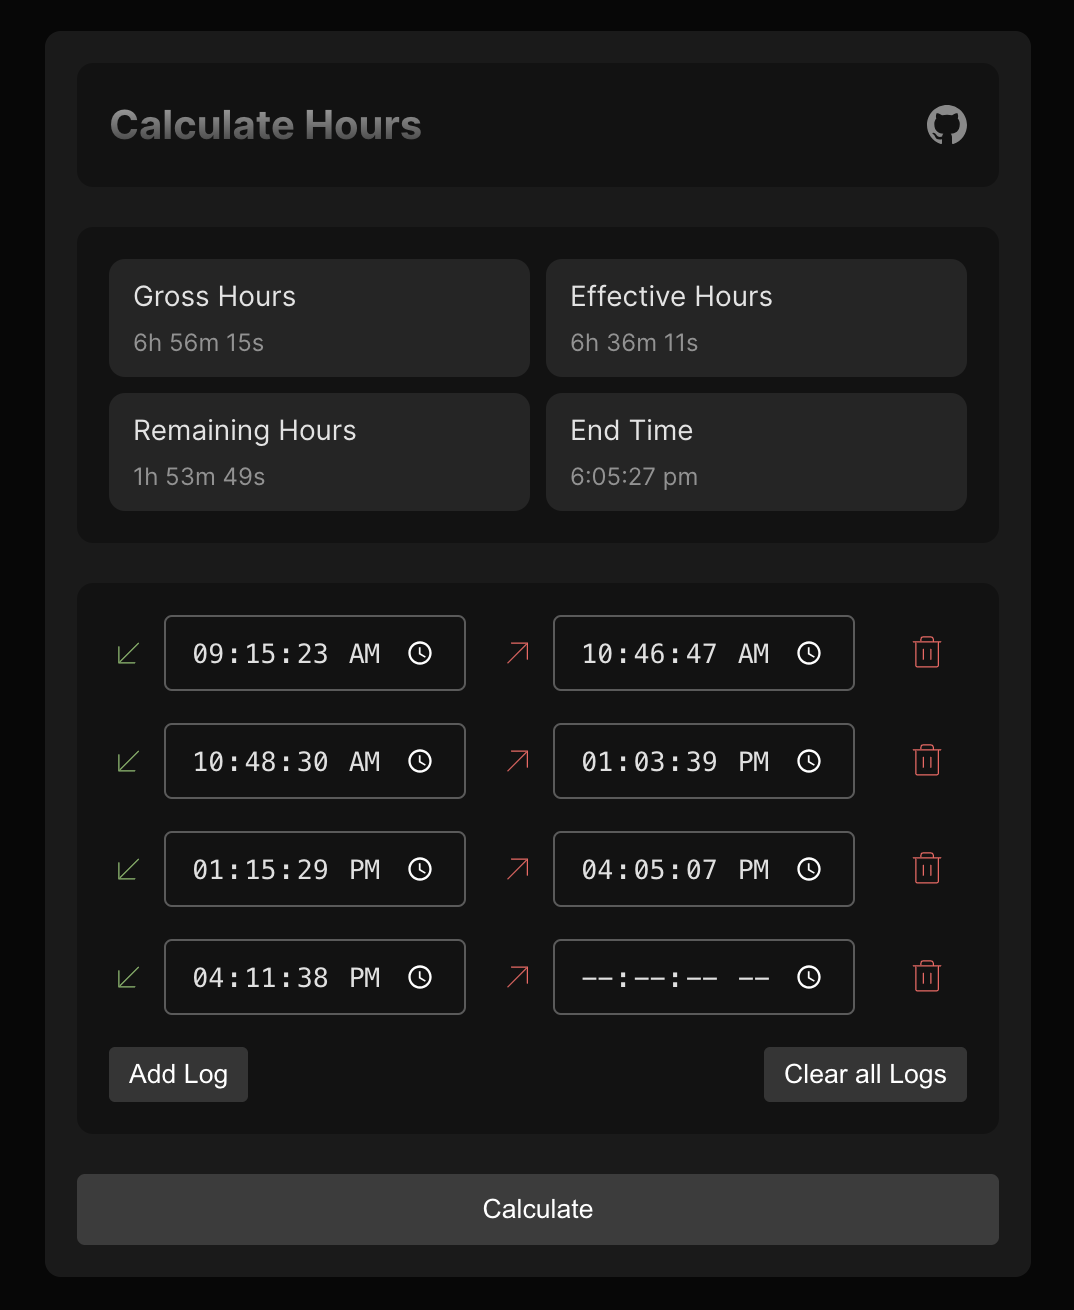 Calculate Hours
Gross Hours
6h 56m 15s
Effective Hours
6h 36m 11s
Remaining Hours
1h 53m 49s
End Time
6:05:27 pm
09:15:23 AM
10:46:47 AM
10:48:30 AM
01:03:39 PM
01:15:29 PM
04:05:07 PM
04:11:38 PM
--:--:-- --
Add Log
Clear all Logs
Calculate